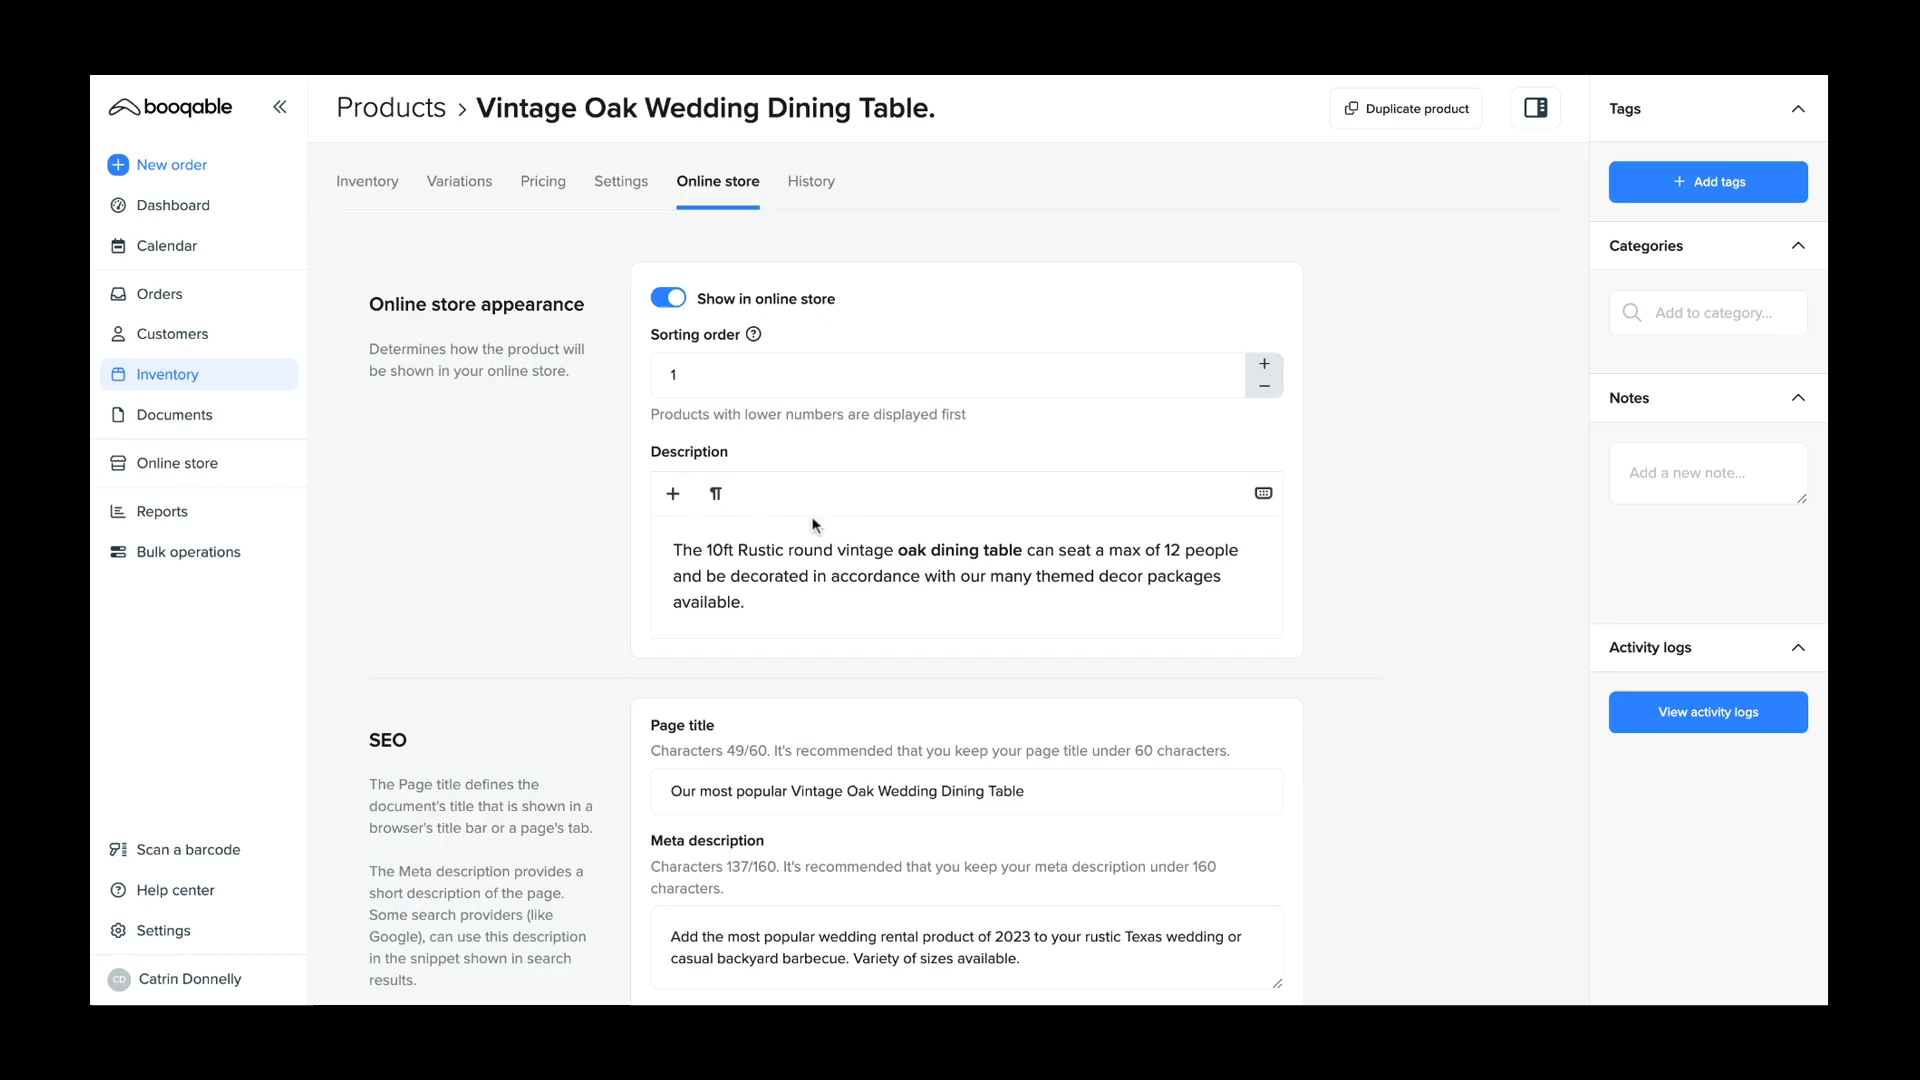 booqable
New order
Dashboard
Calendar
Orders
Customers
Inventory
Documents
Online store
Reports
Bulk operations
Scan a barcode
Help center
Settings
CD Catrin Donnelly
Products › Vintage Oak Wedding Dining Table.
Duplicate product
Inventory Variations Pricing Settings Online store History
Online store appearance
Determines how the product will
be shown in your online store.
Show in online store
Sorting order
1
Products with lower numbers are displayed first
Description
The 10ft Rustic round vintage oak dining table can seat a max of 12 people
and be decorated in accordance with our many themed decor packages
available.
SEO
The Page title defines the
document's title that is shown in a
browser's title bar or a page's tab.
The Meta description provides a
short description of the page.
Some search providers (like
Google), can use this description
in the snippet shown in search
results.
Page title
Characters 49/60. It's recommended that you keep your page title under 60 characters.
Our most popular Vintage Oak Wedding Dining Table
Meta description
Characters 137/160. It's recommended that you keep your meta description under 160
characters.
Add the most popular wedding rental product of 2023 to your rustic Texas wedding or
casual backyard barbecue. Variety of sizes available.
Tags
+ Add tags
Categories
Add to category...
Notes
Add a new note...
Activity logs
View activity logs